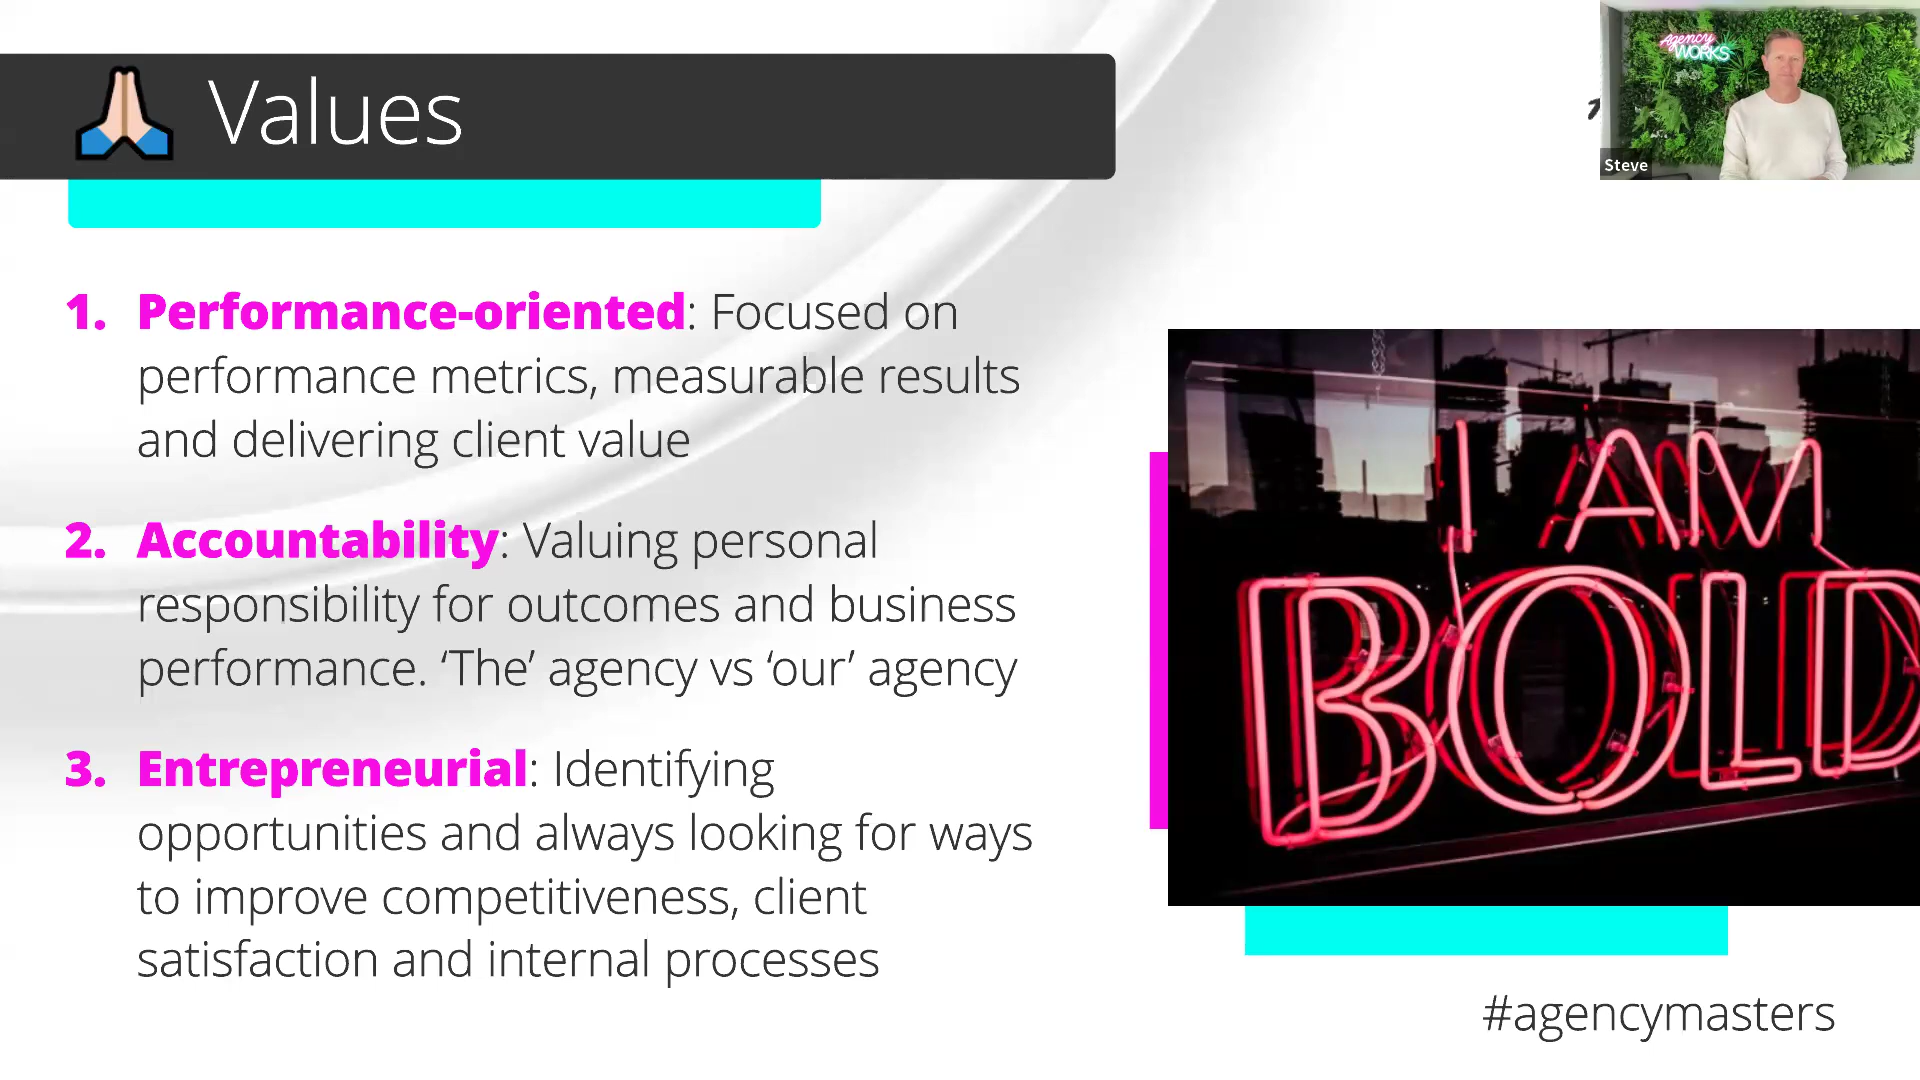 Values
Agency
WORKS
Steve
1. Performance-oriented: Focused on
performance metrics, measurable results
and delivering client value
2. Accountability: Valuing personal
responsibility for outcomes and business
performance. ‘The’ agency vs ‘our’ agency
3. Entrepreneurial: Identifying
opportunities and always looking for ways
to improve competitiveness, client
satisfaction and internal processes
I AM
BOLD
#agencymasters